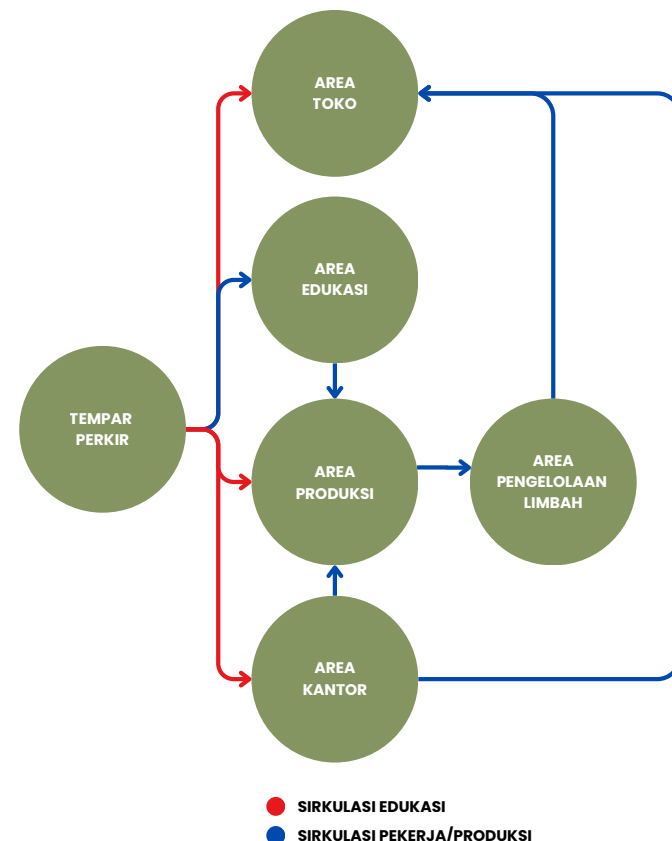 AREA
TOKO
AREA
EDUKASI
TEMPAR
PERKIR
AREA
PRODUKSI
AREA
PENGELOLAAN
LIMBAH
AREA
KANTOR
SIRKULASI EDUKASI
SIRKULASI PEKERJA/PRODUKSI